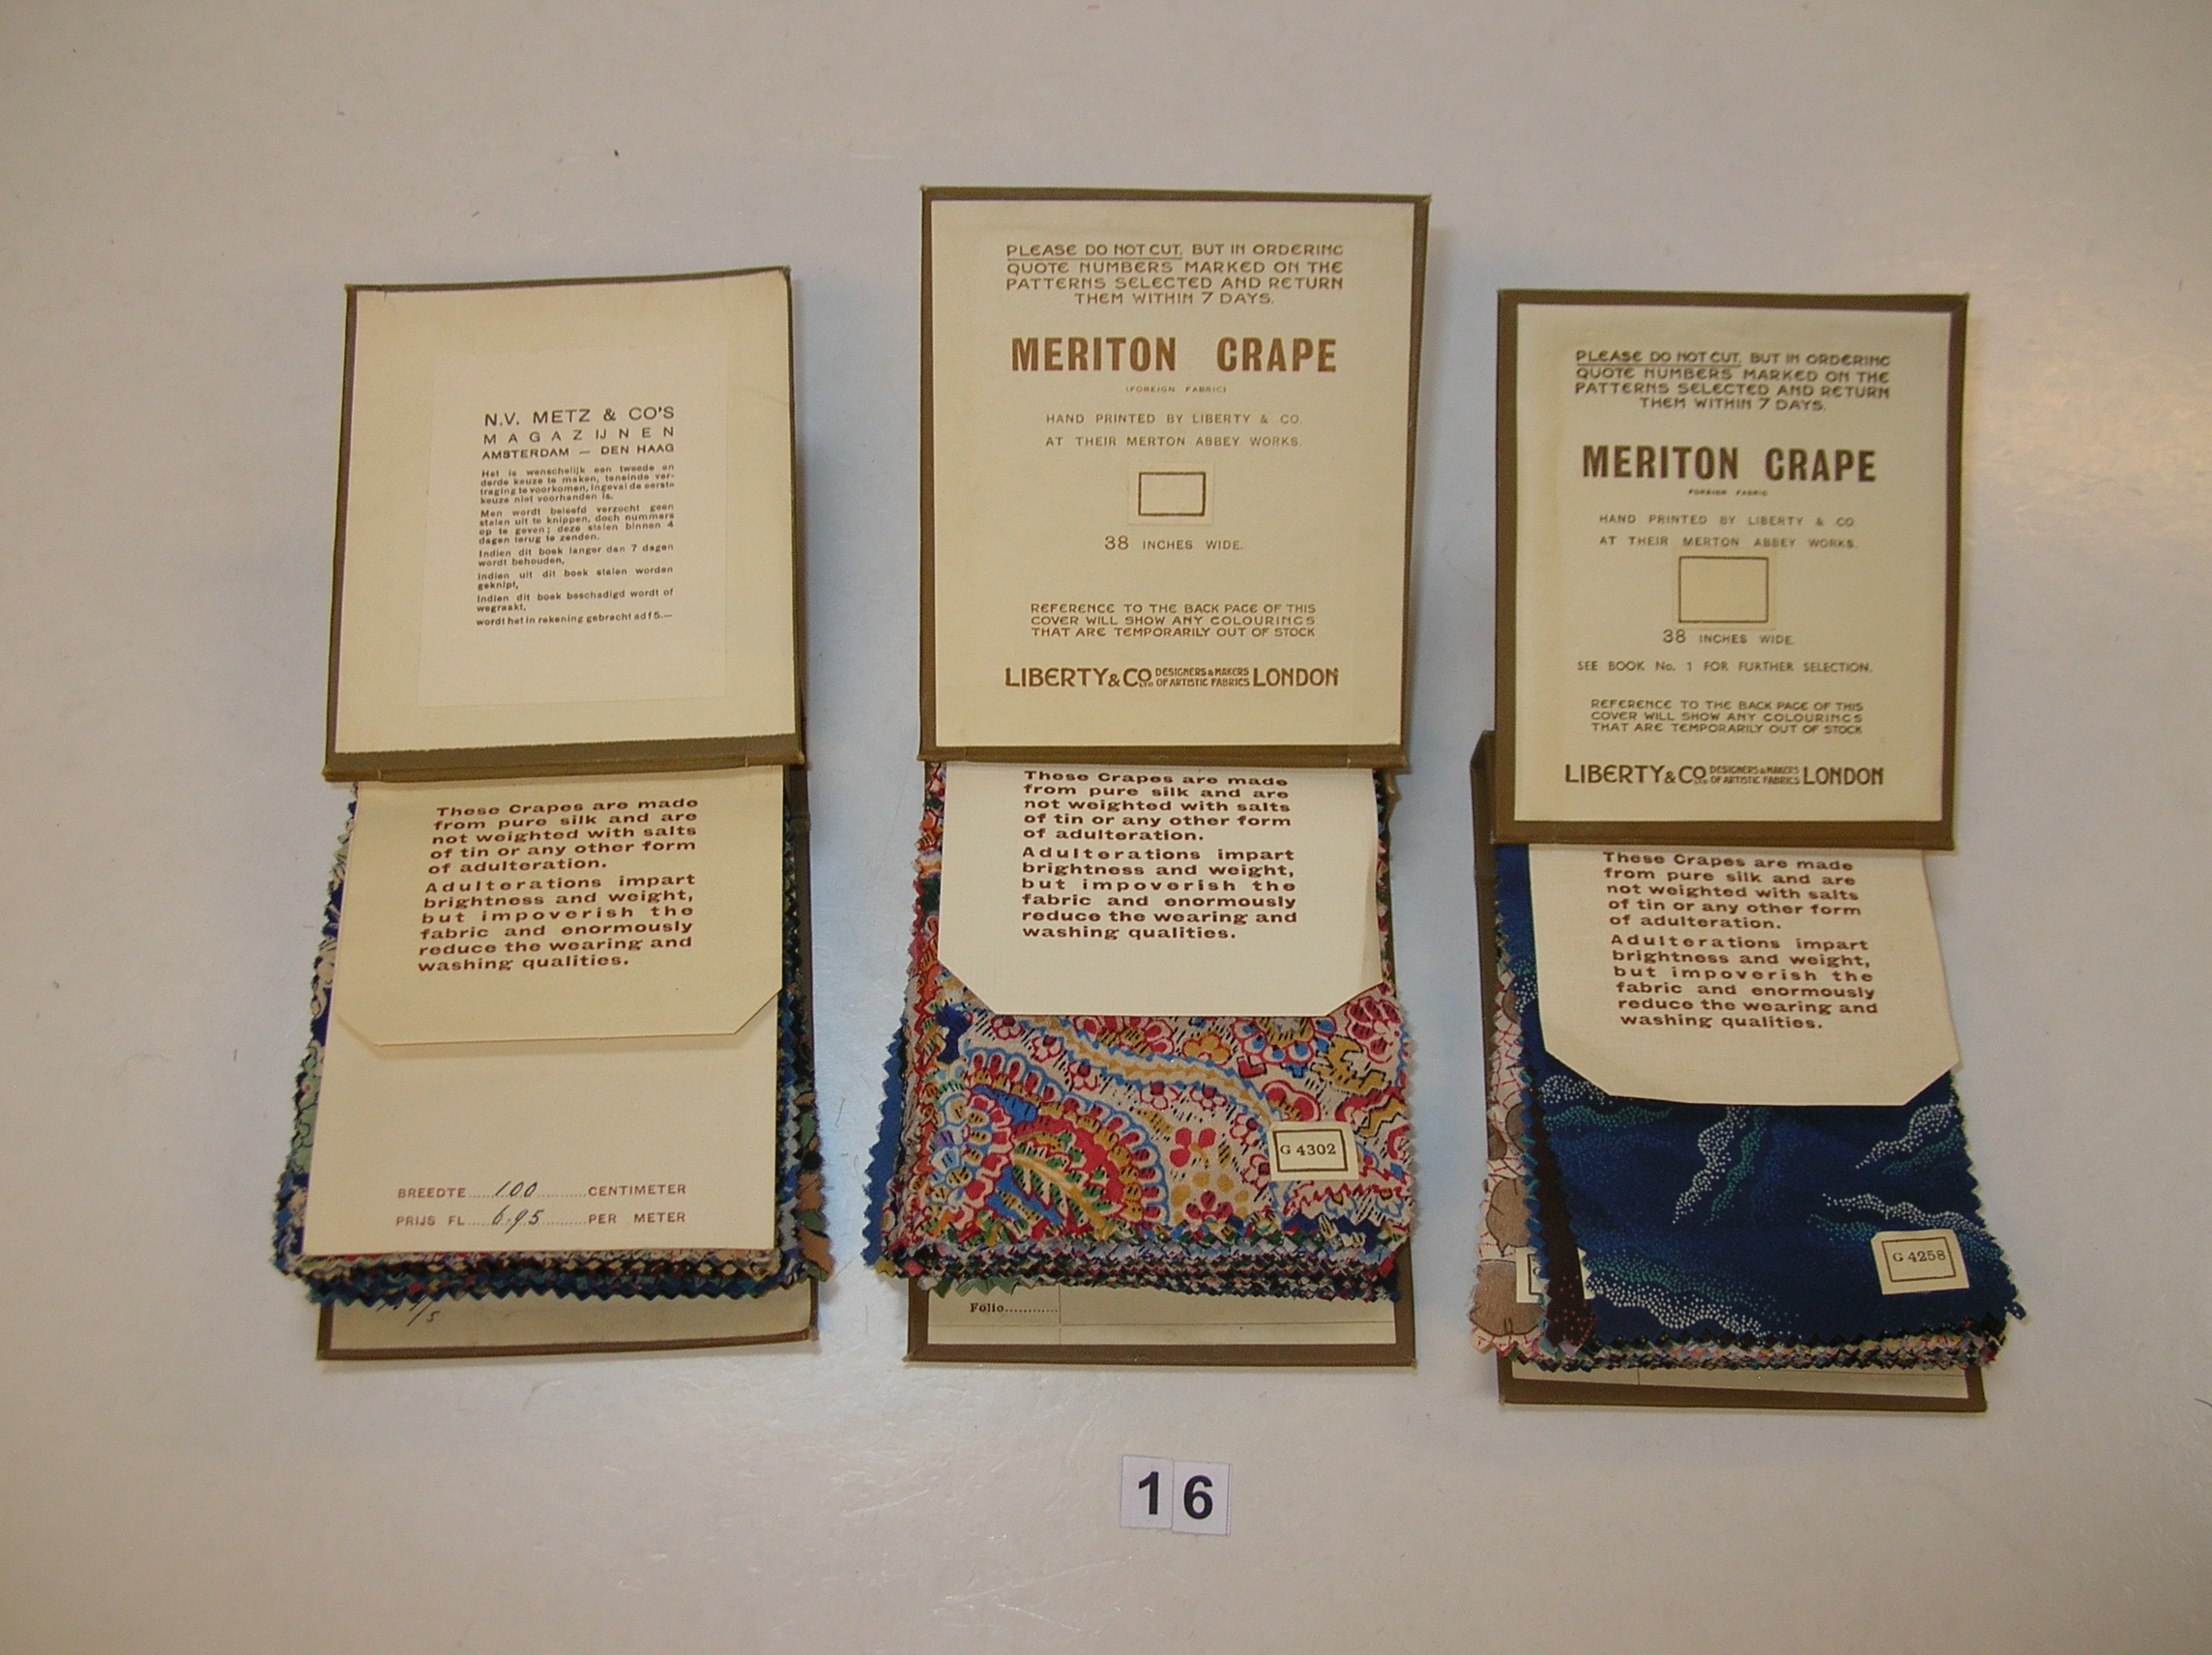 N.V. METZ & CO'S
MAGAZIJNEN
AMSTERDAM — DEN HAAG
Het is wenschelijk een tweede en
derde keuze te maken, teneinde ver-
traging te voorkomen, ingeval de eerste
keuze niet voorhanden is.
Men wordt beleefd verzocht geen
stalen uit te knippen, doch nummers
op te geven; deze stalen binnen 4
dagen terug te zenden.
Indien dit boek langer dan 7 dagen
wordt behouden,
Indien uit dit boek stalen worden
geknipt,
Indien dit boek beschadigd wordt of
wegraakt,
wordt het in rekening gebracht ad f 5.—
These Crapes are made
from pure silk and are
not weighted with salts
of tin or any other form
of adulteration.
Adulterations impart
brightness and weight,
but impoverish the
fabric and enormously
reduce the wearing and
washing qualities.
BREEDTE....100..........CENTIMETER
PRIJS FL....6.95.........PER METER
PLEASE DO NOT CUT, BUT IN ORDERING
QUOTE NUMBERS MARKED ON THE
PATTERNS SELECTED AND RETURN
THEM WITHIN 7 DAYS.
MERITON CRAPE
(FOREIGN FABRIC)
HAND PRINTED BY LIBERTY & CO.
AT THEIR MERTON ABBEY WORKS.
38 INCHES WIDE.
REFERENCE TO THE BACK PAGE OF THIS
COVER WILL SHOW ANY COLOURINGS
THAT ARE TEMPORARILY OUT OF STOCK
LIBERTY & CO LTD DESIGNERS & MAKERS OF ARTISTIC FABRICS LONDON
These Crapes are made
from pure silk and are
not weighted with salts
of tin or any other form
of adulteration.
Adulterations impart
brightness and weight,
but impoverish the
fabric and enormously
reduce the wearing and
washing qualities.
G 4302
Folio............
PLEASE DO NOT CUT, BUT IN ORDERING
QUOTE NUMBERS MARKED ON THE
PATTERNS SELECTED AND RETURN
THEM WITHIN 7 DAYS.
MERITON CRAPE
FOREIGN FABRIC
HAND PRINTED BY LIBERTY & CO.
AT THEIR MERTON ABBEY WORKS.
38 INCHES WIDE.
SEE BOOK No. 1 FOR FURTHER SELECTION.
REFERENCE TO THE BACK PAGE OF THIS
COVER WILL SHOW ANY COLOURINGS
THAT ARE TEMPORARILY OUT OF STOCK
LIBERTY & CO LTD DESIGNERS & MAKERS OF ARTISTIC FABRICS LONDON
These Crapes are made
from pure silk and are
not weighted with salts
of tin or any other form
of adulteration.
Adulterations impart
brightness and weight,
but impoverish the
fabric and enormously
reduce the wearing and
washing qualities.
G 4258
16